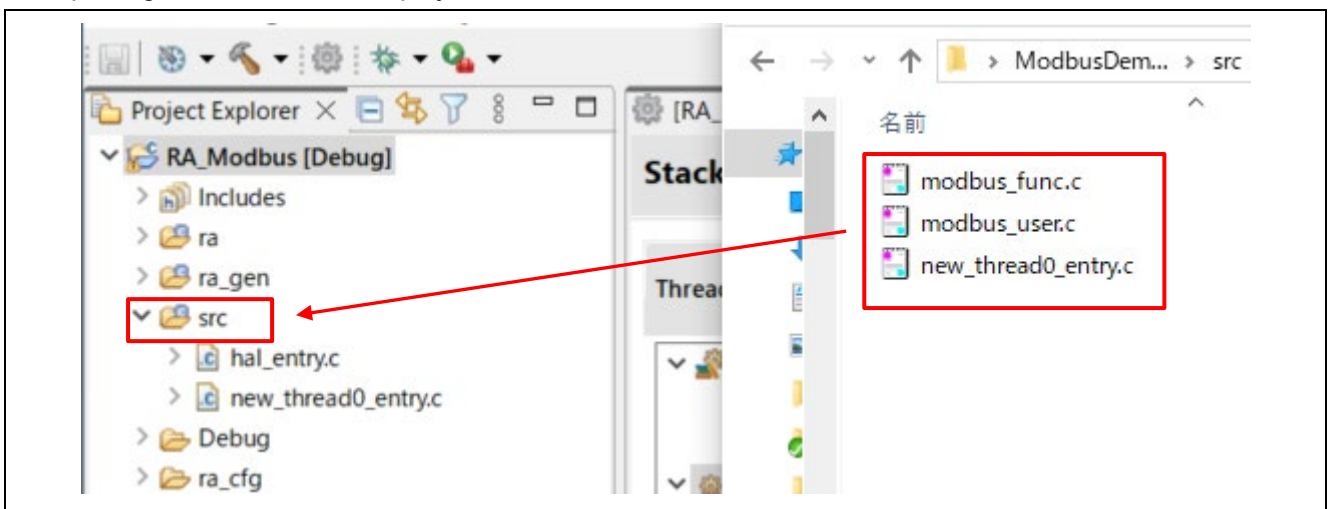 Project Explorer
RA_Modbus [Debug]
Includes
ra
ra_gen
src
hal_entry.c
new_thread0_entry.c
Debug
ra_cfg
[RA_
Stack
Threa
ModbusDem... > src
名前
modbus_func.c
modbus_user.c
new_thread0_entry.c